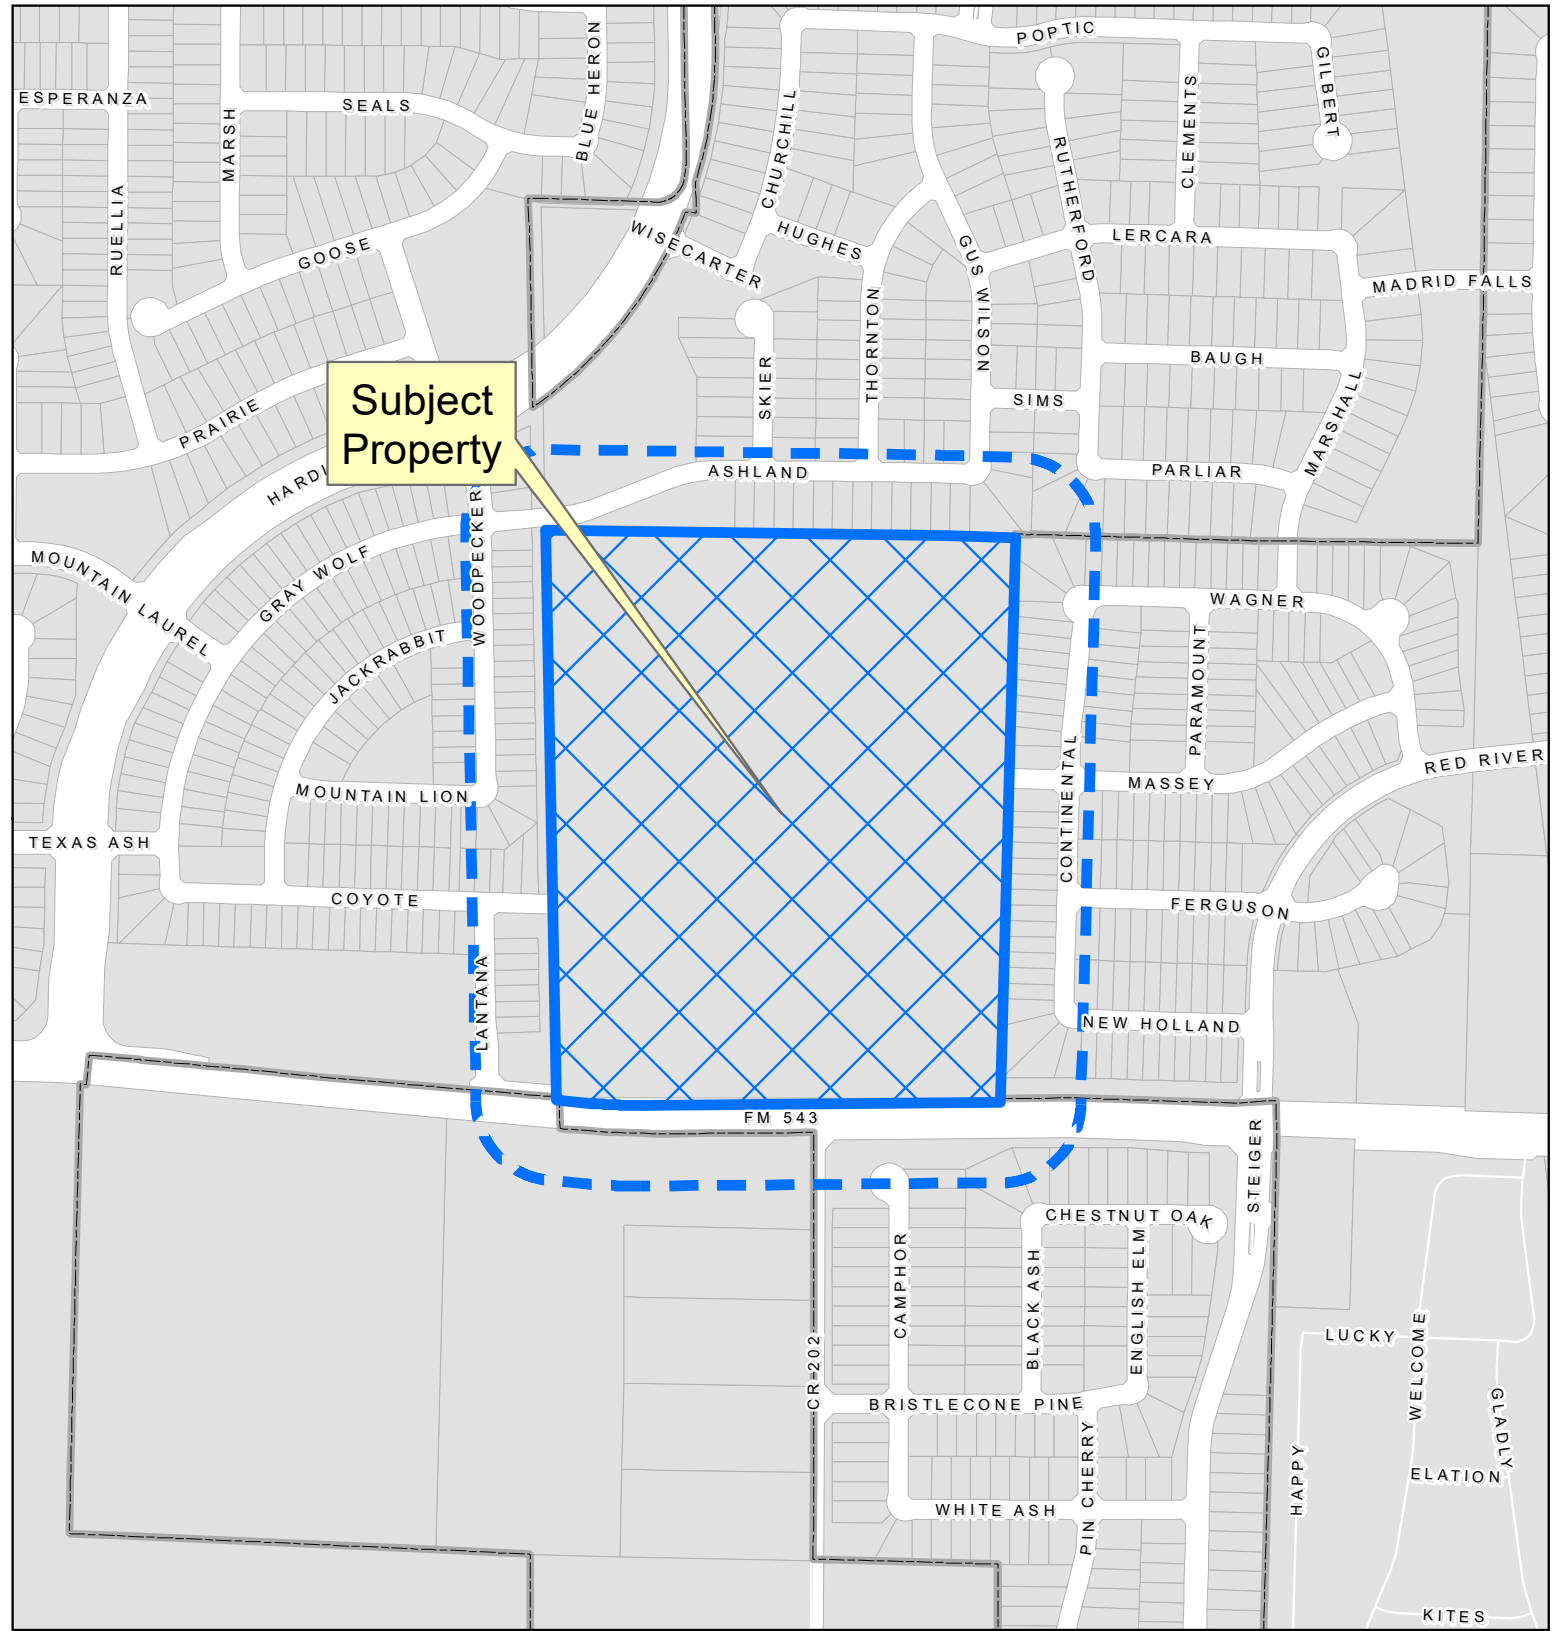 POPTIC
GILBERT
BLUE HERON
ESPERANZA
SEALS
MARSH
CHURCHILL
CLEMENTS
RUTHERFORD
RUELLIA
GOOSE
WISECARTER
HUGHES
GUS WILSON
LERCARA
MADRID FALLS
THORNTON
SKIER
BAUGH
SIMS
MARSHALL
PRAIRIE
Subject
Property
HARDI
ASHLAND
PARLIAR
WOODPECKER
GRAY WOLF
MOUNTAIN LAUREL
JACKRABBIT
WAGNER
PARAMOUNT
CONTINENTAL
RED RIVER
MASSEY
MOUNTAIN LION
TEXAS ASH
COYOTE
FERGUSON
LANTANA
NEW HOLLAND
FM 543
STEIGER
CHESTNUT OAK
CAMPHOR
BLACK ASH
ENGLISH ELM
CR-202
LUCKY
WELCOME
GLADLY
BRISTLECONE PINE
PIN CHERRY
HAPPY
ELATION
WHITE ASH
KITES